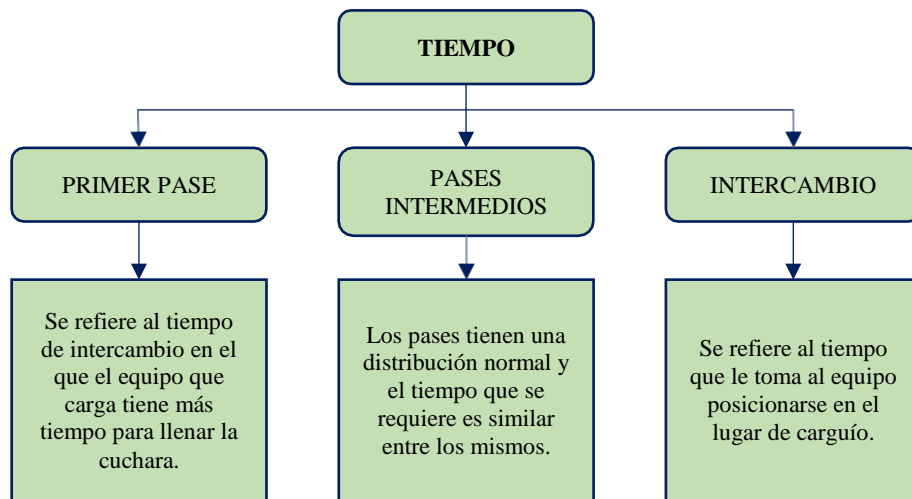 TIEMPO
PRIMER PASE
PASES
INTERMEDIOS
INTERCAMBIO
Se refiere al tiempo
de intercambio en el
que el equipo que
carga tiene más
tiempo para llenar la
cuchara.
Los pases tienen una
distribución normal y
el tiempo que se
requiere es similar
entre los mismos.
Se refiere al tiempo
que le toma al equipo
posicionarse en el
lugar de carguío.